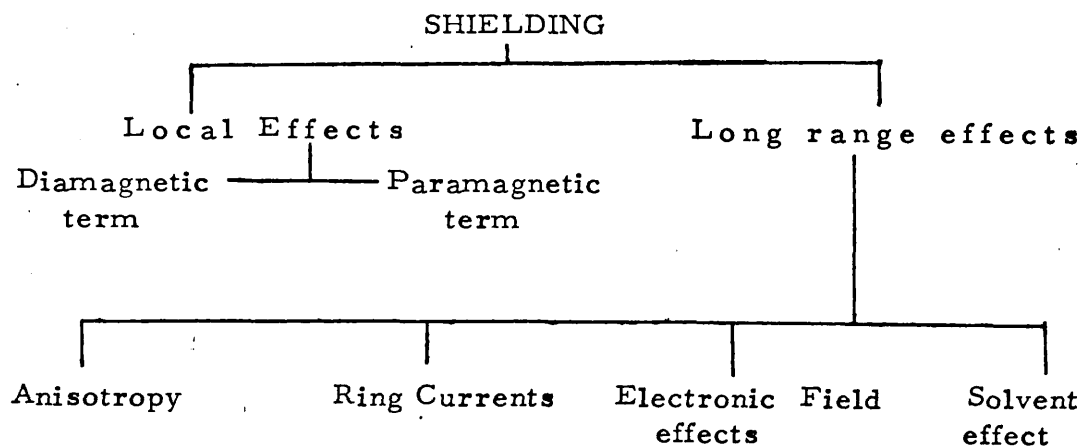 SHIELDING
Local Effects
Long range effects
Diamagnetic
term
Paramagnetic
term
Anisotropy
Ring Currents
Electronic Field
effects
Solvent
effect